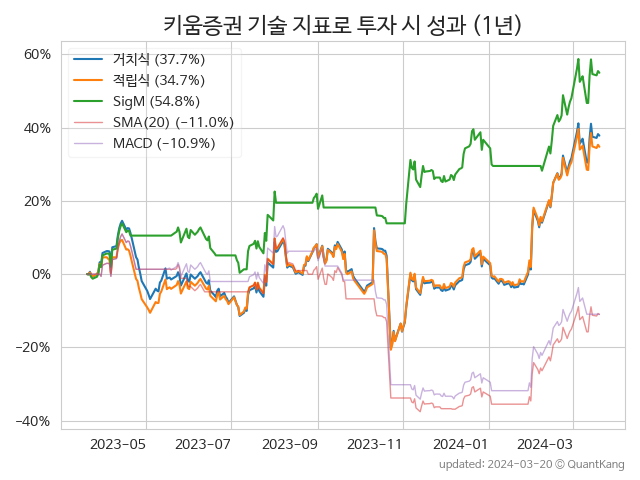 키움증권 기술 지표로 투자 시 성과 (1년)
거치식 (37.7%)
적립식 (34.7%)
SigM (54.8%)
SMA(20) (−11.0%)
MACD (−10.9%)
60%
40%
20%
0%
−20%
−40%
2023-05 2023-07 2023-09 2023-11 2024-01 2024-03
updated: 2024-03-20 © QuantKang